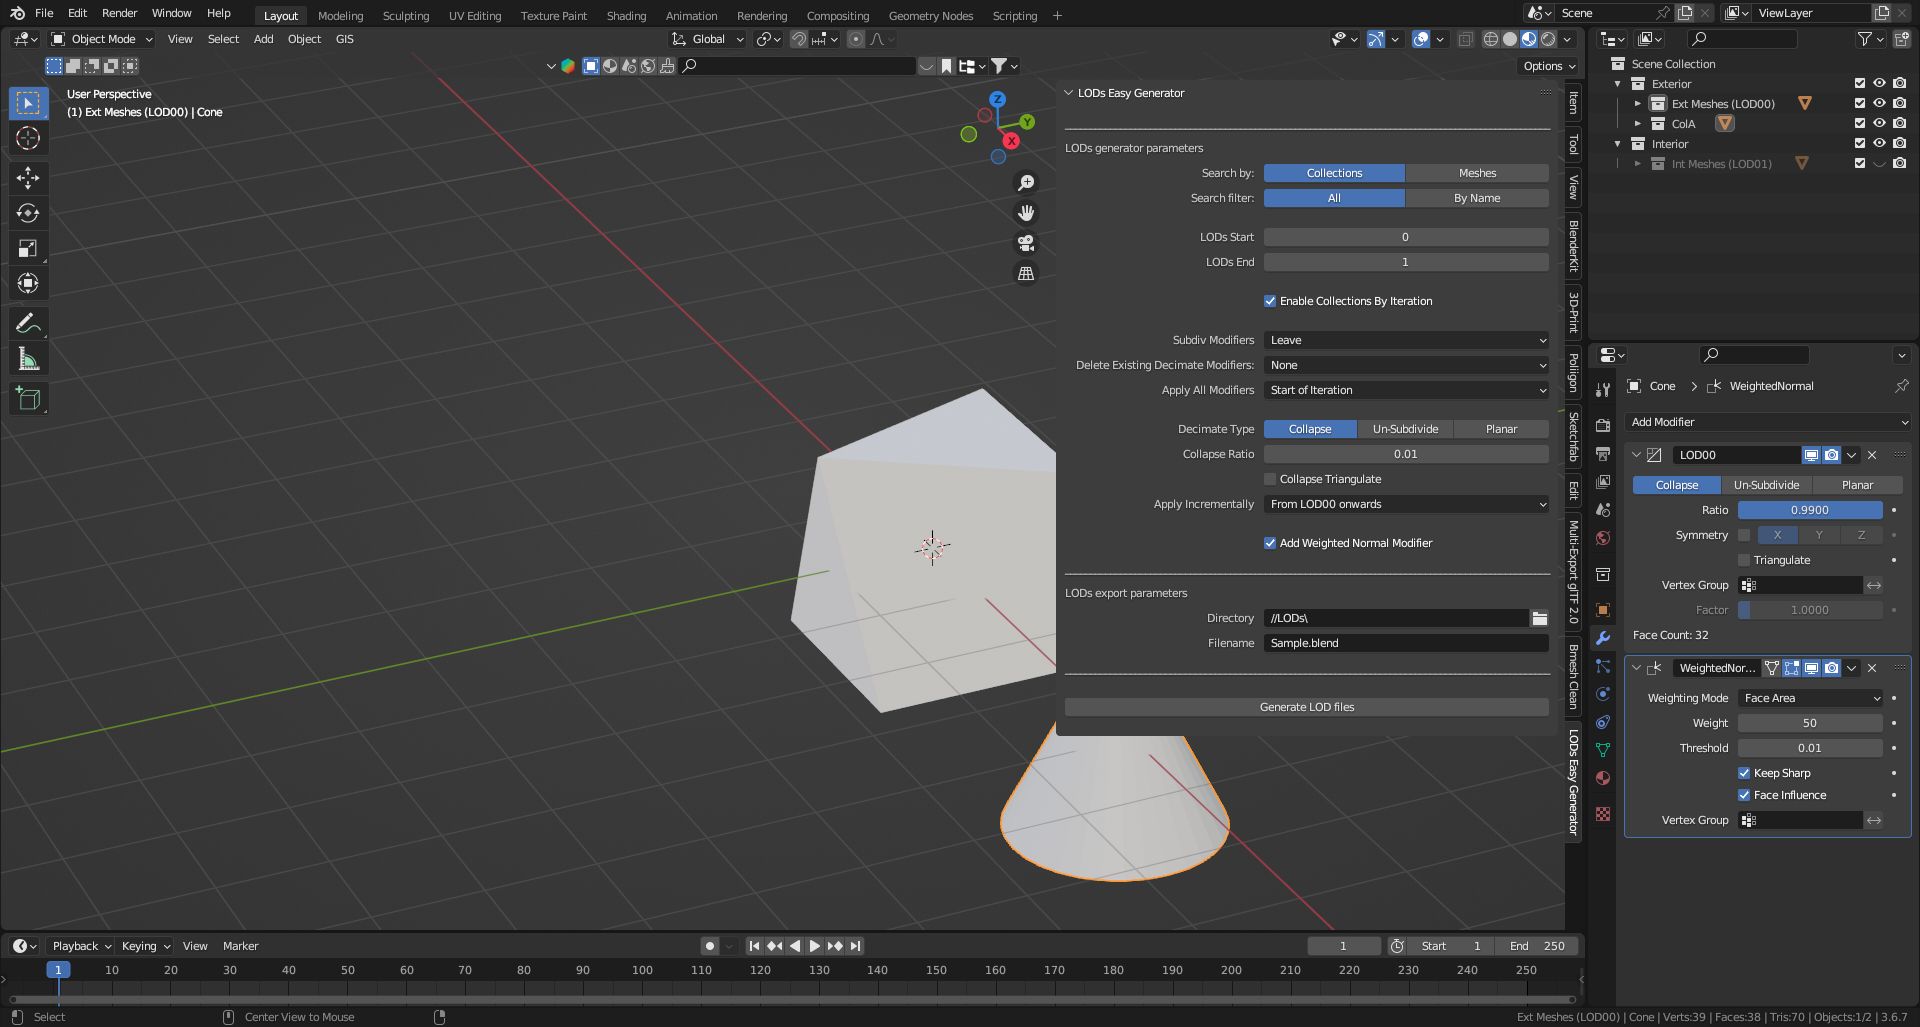 File Edit Render Window Help Layout Modeling Sculpting UV Editing Texture Paint Shading Animation Rendering Compositing Geometry Nodes Scripting + Scene ViewLayer
Object Mode View Select Add Object GIS Global
Options
User Perspective
(1) Ext Meshes (LOD00) | Cone
Z
Y
X
LODs Easy Generator
LODs generator parameters
Search by: Collections Meshes
Search filter: All By Name
LODs Start 0
LODs End 1
Enable Collections By Iteration
Subdiv Modifiers Leave
Delete Existing Decimate Modifiers: None
Apply All Modifiers Start of Iteration
Decimate Type Collapse Un-Subdivide Planar
Collapse Ratio 0.01
Collapse Triangulate
Apply Incrementally From LOD00 onwards
Add Weighted Normal Modifier
LODs export parameters
Directory //LODs\
Filename Sample.blend
Generate LOD files
Item
Tool
View
BlenderKit
3D-Print
Poliigon
Sketchfab
Edit
Multi-Export glTF 2.0
Bmesh Clean
LODs Easy Generator
Scene Collection
Exterior
Ext Meshes (LOD00)
ColA
Interior
Int Meshes (LOD01)
Cone > WeightedNormal
Add Modifier
LOD00
Collapse Un-Subdivide Planar
Ratio 0.9900
Symmetry X Y Z
Triangulate
Vertex Group
Factor 1.0000
Face Count: 32
WeightedNor...
Weighting Mode Face Area
Weight 50
Threshold 0.01
Keep Sharp
Face Influence
Vertex Group
Playback Keying View Marker 1 Start 1 End 250
1 10 20 30 40 50 60 70 80 90 100 110 120 130 140 150 160 170 180 190 200 210 220 230 240 250
Select Center View to Mouse Ext Meshes (LOD00) | Cone | Verts:39 | Faces:38 | Tris:70 | Objects:1/2 | 3.6.7